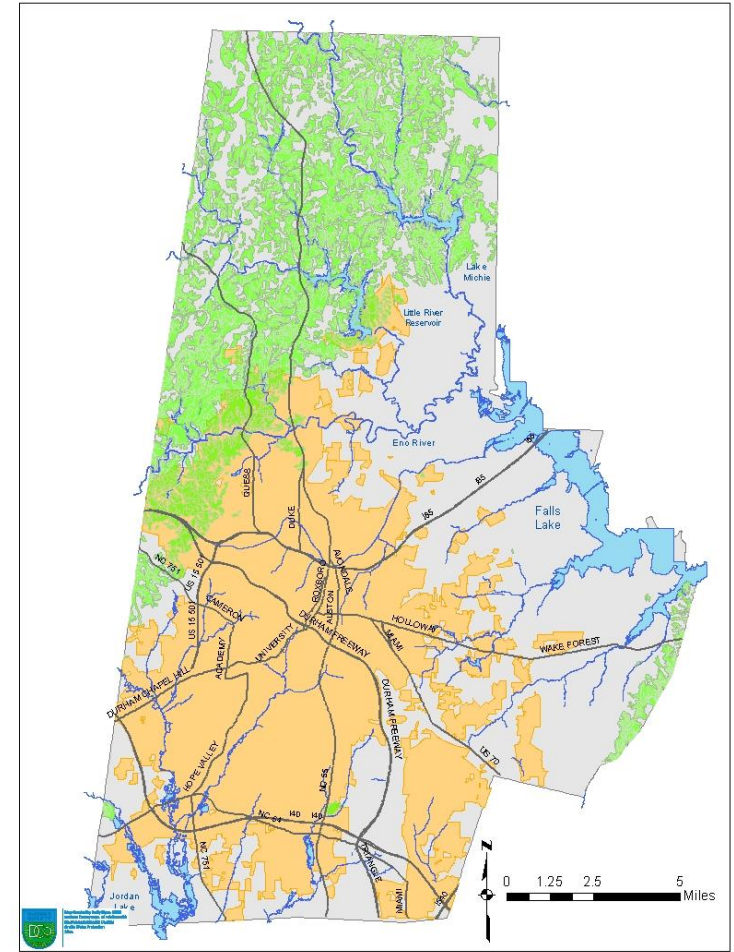 Lake
Michie
Little River
Reservoir
Eno River
GUESS
DUKE
I85
I85
I85
Falls
Lake
NC 751
US 15 501
AVONDALE
ROXBORO
ALSTON
CAMERON
US 15 501
ACADEMY
UNIVERSITY
DURHAM FREEWAY
HOLLOWAY
MIAMI
WAKE FOREST
DURHAM CHAPEL HILL
DURHAM FREEWAY
US 70
HOPE VALLEY
NC 55
NC 54
I40
I40
NC 751
TRIANGLE
MIAMI
I540
Jordan
Lake
N
0 1.25 2.5 5
Miles